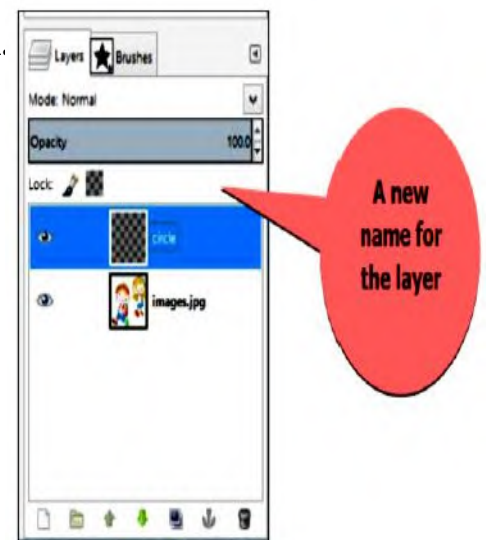 Layers Brushes
Mode: Normal
Opacity 100.0
Lock:
circle
images.jpg
A new
name for
the layer